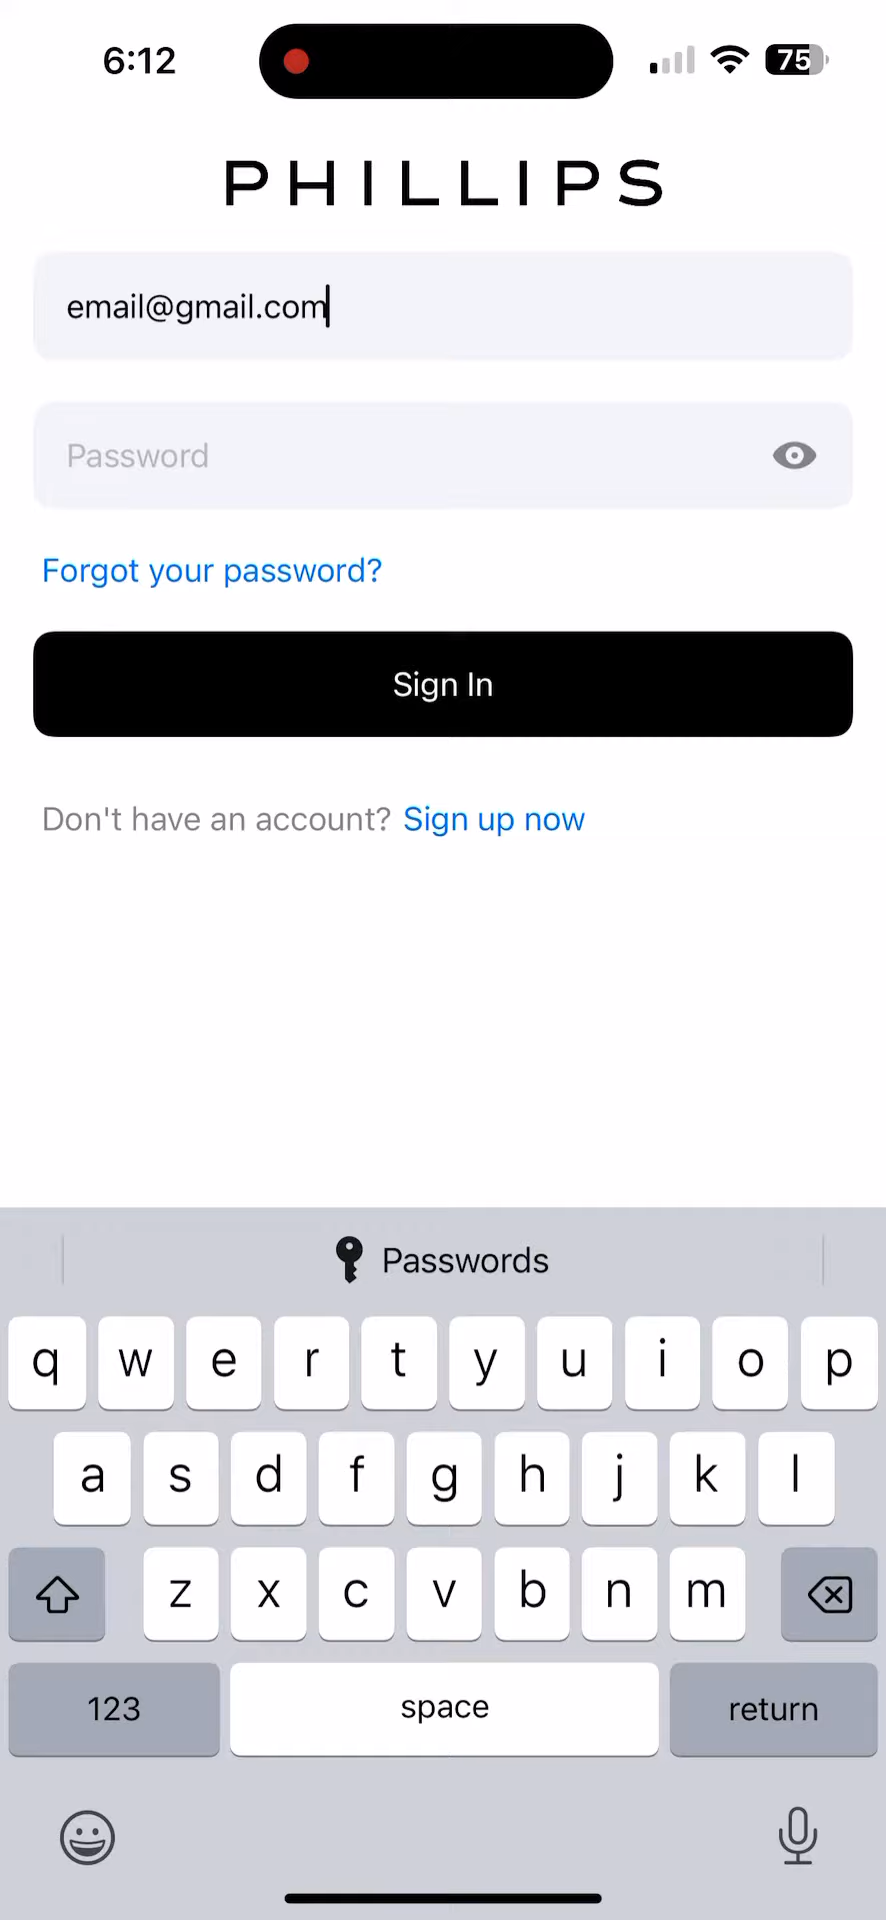 6:12
75
PHILLIPS
email@gmail.com
Password
Forgot your password?
Sign In
Don't have an account? Sign up now
Passwords
q w e r t y u i o p
a s d f g h j k l
z x c v b n m
123 space return